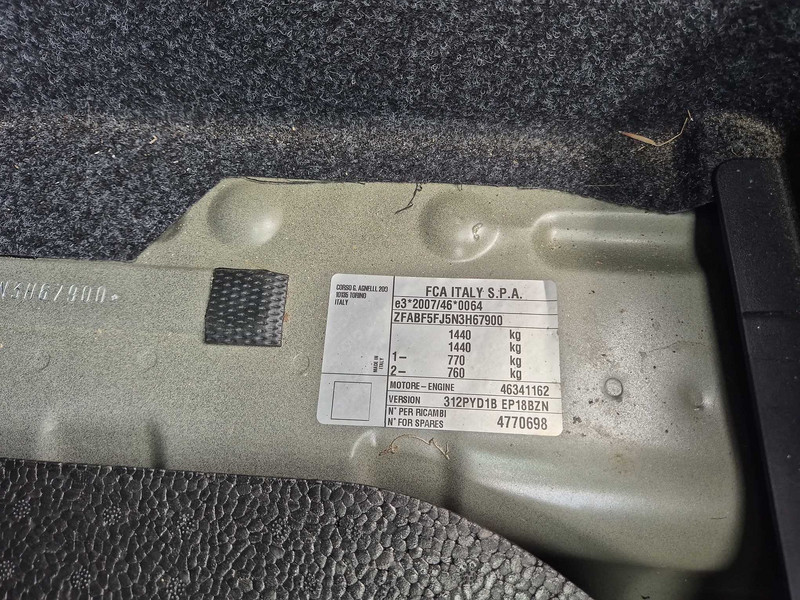 N3H67900*
CORSO G. AGNELLI, 200
10135 TORINO
ITALY
MADE IN
ITALY
FCA ITALY S.P.A.
e3*2007/46*0064
ZFABF5FJ5N3H67900
1440 kg
1440 kg
1– 770 kg
2– 760 kg
MOTORE–ENGINE 46341162
VERSION 312PYD1B EP18BZN
N° PER RICAMBI
N° FOR SPARES 4770698